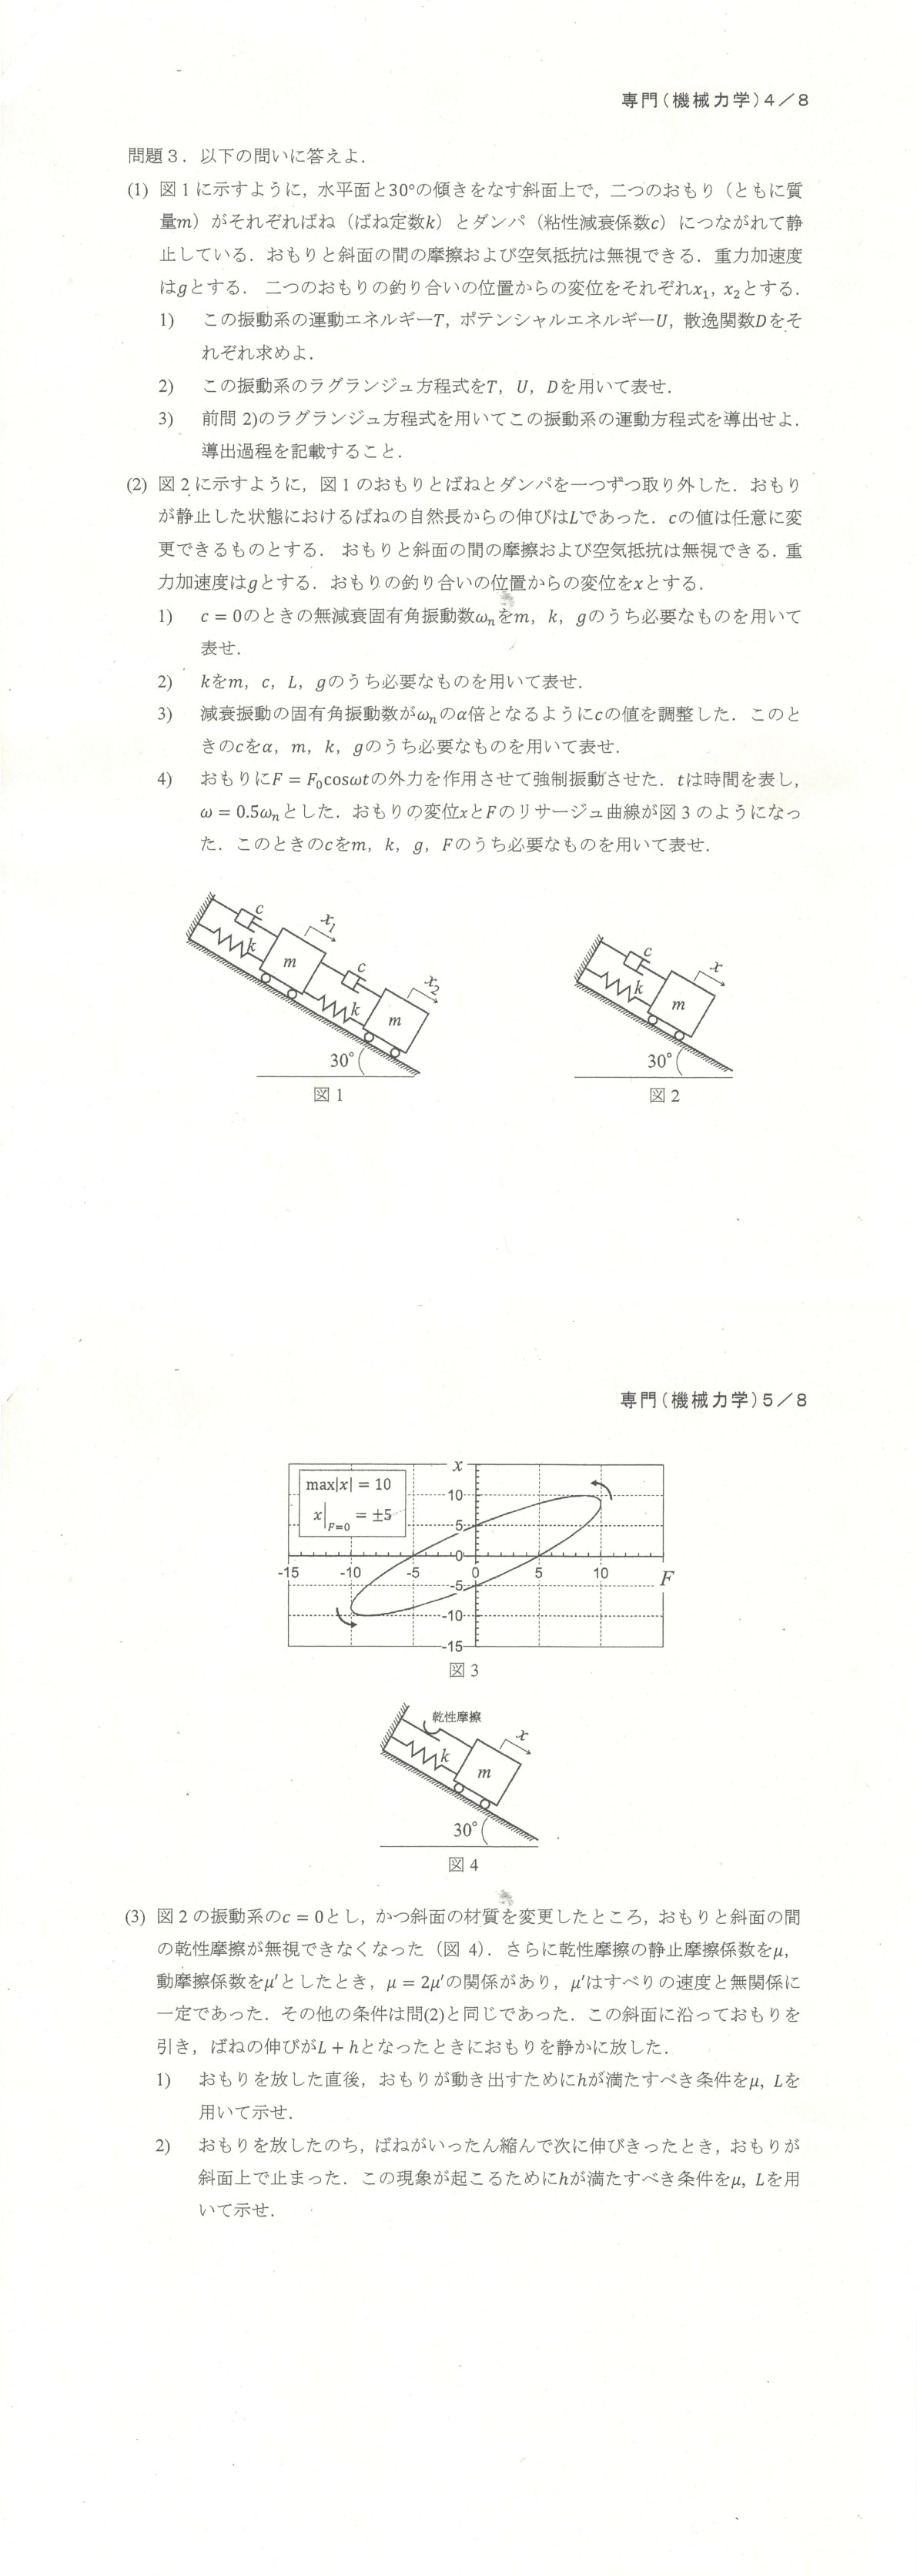 専門(機械力学)4/8
問題3.以下の問いに答えよ.
(1) 図1に示すように,水平面と30°の傾きをなす斜面上で,二つのおもり(ともに質
量m)がそれぞればね(ばね定数k)とダンパ(粘性減衰係数c)につながれて静
止している.おもりと斜面の間の摩擦および空気抵抗は無視できる.重力加速度
はgとする. 二つのおもりの釣り合いの位置からの変位をそれぞれx₁, x₂とする.
1) この振動系の運動エネルギーT,ポテンシャルエネルギーU,散逸関数Dをそ
れぞれ求めよ.
2) この振動系のラグランジュ方程式をT, U, Dを用いて表せ.
3) 前問2)のラグランジュ方程式を用いてこの振動系の運動方程式を導出せよ.
導出過程を記載すること.
(2) 図2に示すように,図1のおもりとばねとダンパを一つずつ取り外した.おもり
が静止した状態におけるばねの自然長からの伸びはLであった.cの値は任意に変
更できるものとする. おもりと斜面の間の摩擦および空気抵抗は無視できる.重
力加速度はgとする.おもりの釣り合いの位置からの変位をxとする.
1) c = 0のときの無減衰固有角振動数ωₙをm, k, gのうち必要なものを用いて
表せ.
2) kをm, c, L, gのうち必要なものを用いて表せ.
3) 減衰振動の固有角振動数がωₙのα倍となるようにcの値を調整した.このと
きのcをα, m, k, gのうち必要なものを用いて表せ.
4) おもりにF = F₀cosωtの外力を作用させて強制振動させた.tは時間を表し,
ω = 0.5ωₙとした.おもりの変位xとFのリサージュ曲線が図3のようになっ
た.このときのcをm, k, g, Fのうち必要なものを用いて表せ.
c
k
m
x₁
c
k
m
x₂
30°
図1
c
k
m
x
30°
図2
専門(機械力学)5/8
max|x| = 10
x|F=0 = ±5
x
10
5
0
-15 -10 -5 0 5 10
F
-5
-10
-15
図3
乾性摩擦
k
m
x
30°
図4
(3) 図2の振動系のc = 0とし,かつ斜面の材質を変更したところ,おもりと斜面の間
の乾性摩擦が無視できなくなった(図4).さらに乾性摩擦の静止摩擦係数をμ,
動摩擦係数をμ'としたとき,μ = 2μ'の関係があり,μ'はすべりの速度と無関係に
一定であった.その他の条件は問(2)と同じであった.この斜面に沿っておもりを
引き,ばねの伸びがL + hとなったときにおもりを静かに放した.
1) おもりを放した直後,おもりが動き出すためにhが満たすべき条件をμ, Lを
用いて示せ.
2) おもりを放したのち,ばねがいったん縮んで次に伸びきったとき,おもりが
斜面上で止まった.この現象が起こるためにhが満たすべき条件をμ, Lを用
いて示せ.